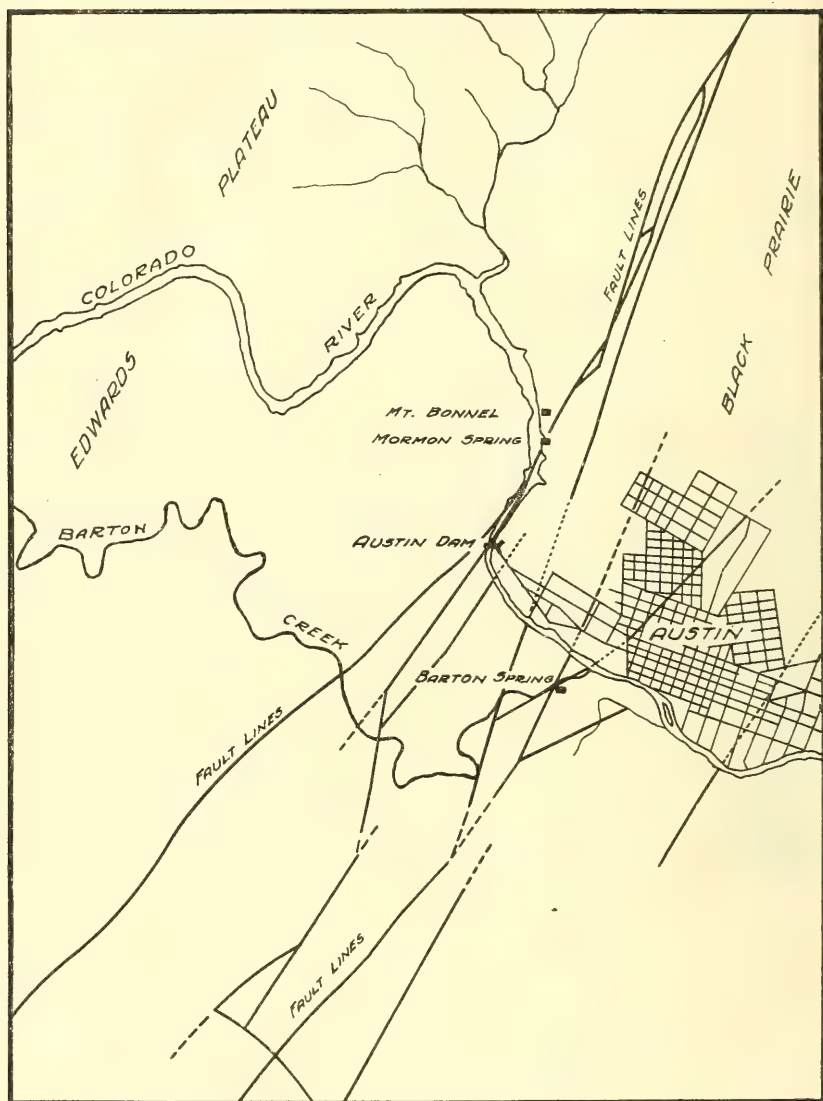 PLATEAU
EDWARDS
COLORADO
RIVER
FAULT LINES
BLACK
PRAIRIE
MT. BONNEL
MORMON SPRING
BARTON
CREEK
AUSTIN DAM
AUSTIN
BARTON SPRING
FAULT LINES
FAULT LINES